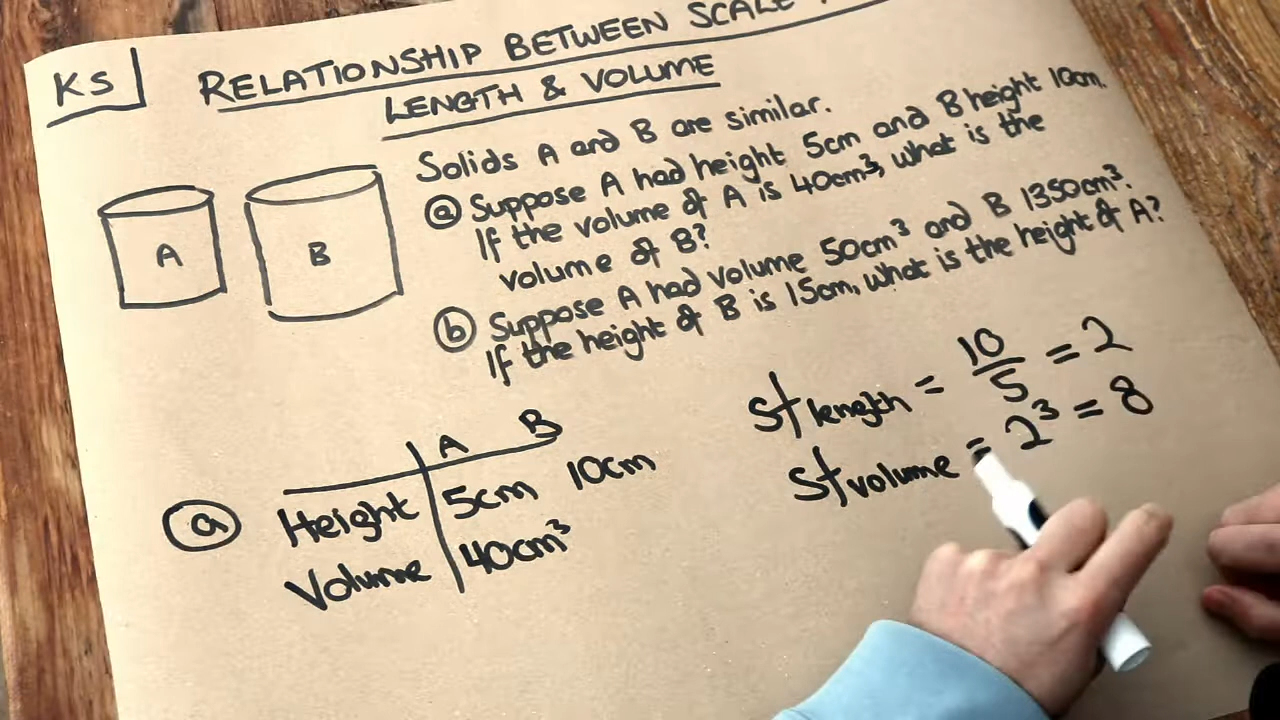 KS
RELATIONSHIP BETWEEN SCALE
LENGTH & VOLUME
Solids A and B are similar.
ⓐ Suppose A had height 5cm and B height 10cm.
If the volume of A is 40cm³, what is the
volume of B?
ⓑ Suppose A had volume 50cm³ and B 1350cm³.
If the height of B is 15cm, what is the height of A?
A
B
ⓐ
A B
Height 5cm 10cm
Volume 40cm³
Sf length = 10/5 = 2
Sf volume = 2³ = 8